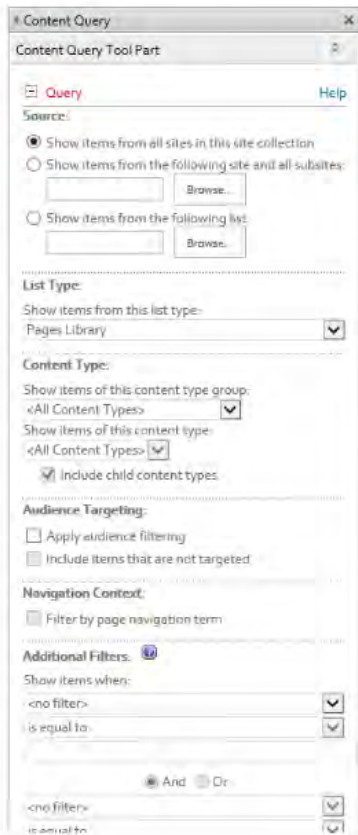 Content Query
Content Query Tool Part
Query Help
Source:
Show items from all sites in this site collection
Show items from the following site and all subsites:
Browse...
Show items from the following list:
Browse...
List Type:
Show items from this list type:
Pages Library
Content Type:
Show items of this content type group:
<All Content Types>
Show items of this content type:
<All Content Types>
Include child content types
Audience Targeting:
Apply audience filtering
Include items that are not targeted
Navigation Context:
Filter by page navigation term
Additional Filters:
Show items when:
<no filter>
is equal to
And Or
<no filter>
is equal to